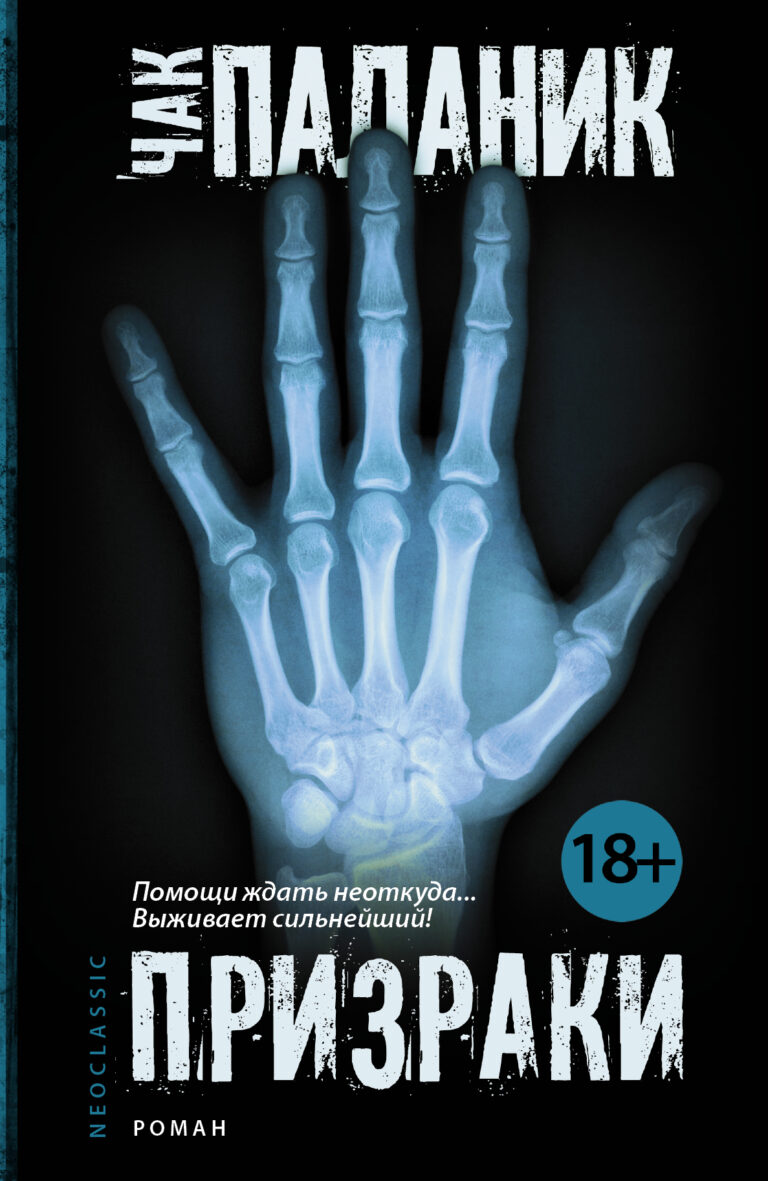 ЧАК ПАЛАНИК
18+
Помощи ждать неоткуда...
Выживает сильнейший!
ПРИЗРАКИ
NEOCLASSIC
РОМАН